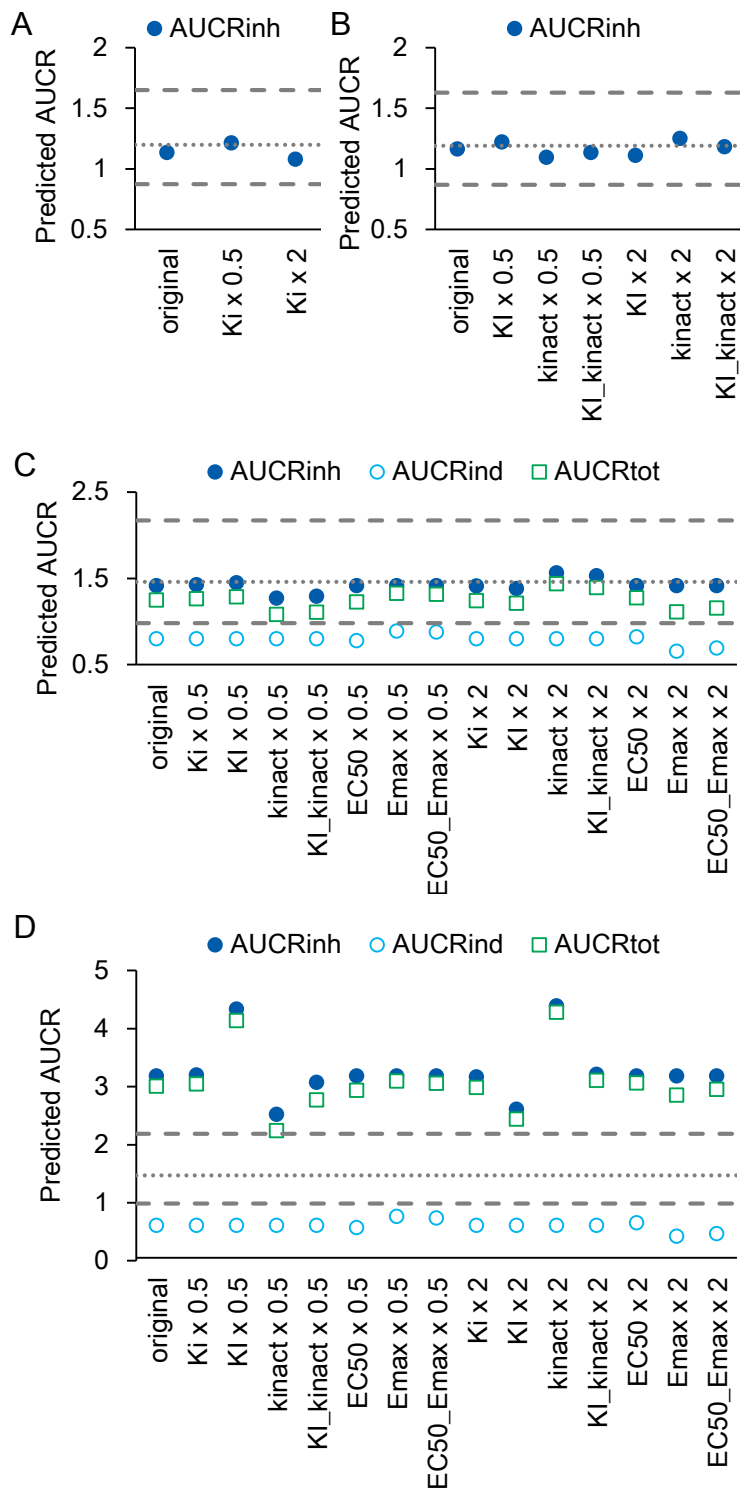 A
AUCRinh
Predicted AUCR
2
1.5
1
0.5
original
Ki x 0.5
Ki x 2
B
AUCRinh
Predicted AUCR
2
1.5
1
0.5
original
KI x 0.5
kinact x 0.5
KI_kinact x 0.5
KI x 2
kinact x 2
KI_kinact x 2
C
AUCRinh AUCRind AUCRtot
Predicted AUCR
2.5
1.5
0.5
original
Ki x 0.5
KI x 0.5
kinact x 0.5
KI_kinact x 0.5
EC50 x 0.5
Emax x 0.5
EC50_Emax x 0.5
Ki x 2
KI x 2
kinact x 2
KI_kinact x 2
EC50 x 2
Emax x 2
EC50_Emax x 2
D
AUCRinh AUCRind AUCRtot
Predicted AUCR
5
4
3
2
1
0
original
Ki x 0.5
KI x 0.5
kinact x 0.5
KI_kinact x 0.5
EC50 x 0.5
Emax x 0.5
EC50_Emax x 0.5
Ki x 2
KI x 2
kinact x 2
KI_kinact x 2
EC50 x 2
Emax x 2
EC50_Emax x 2